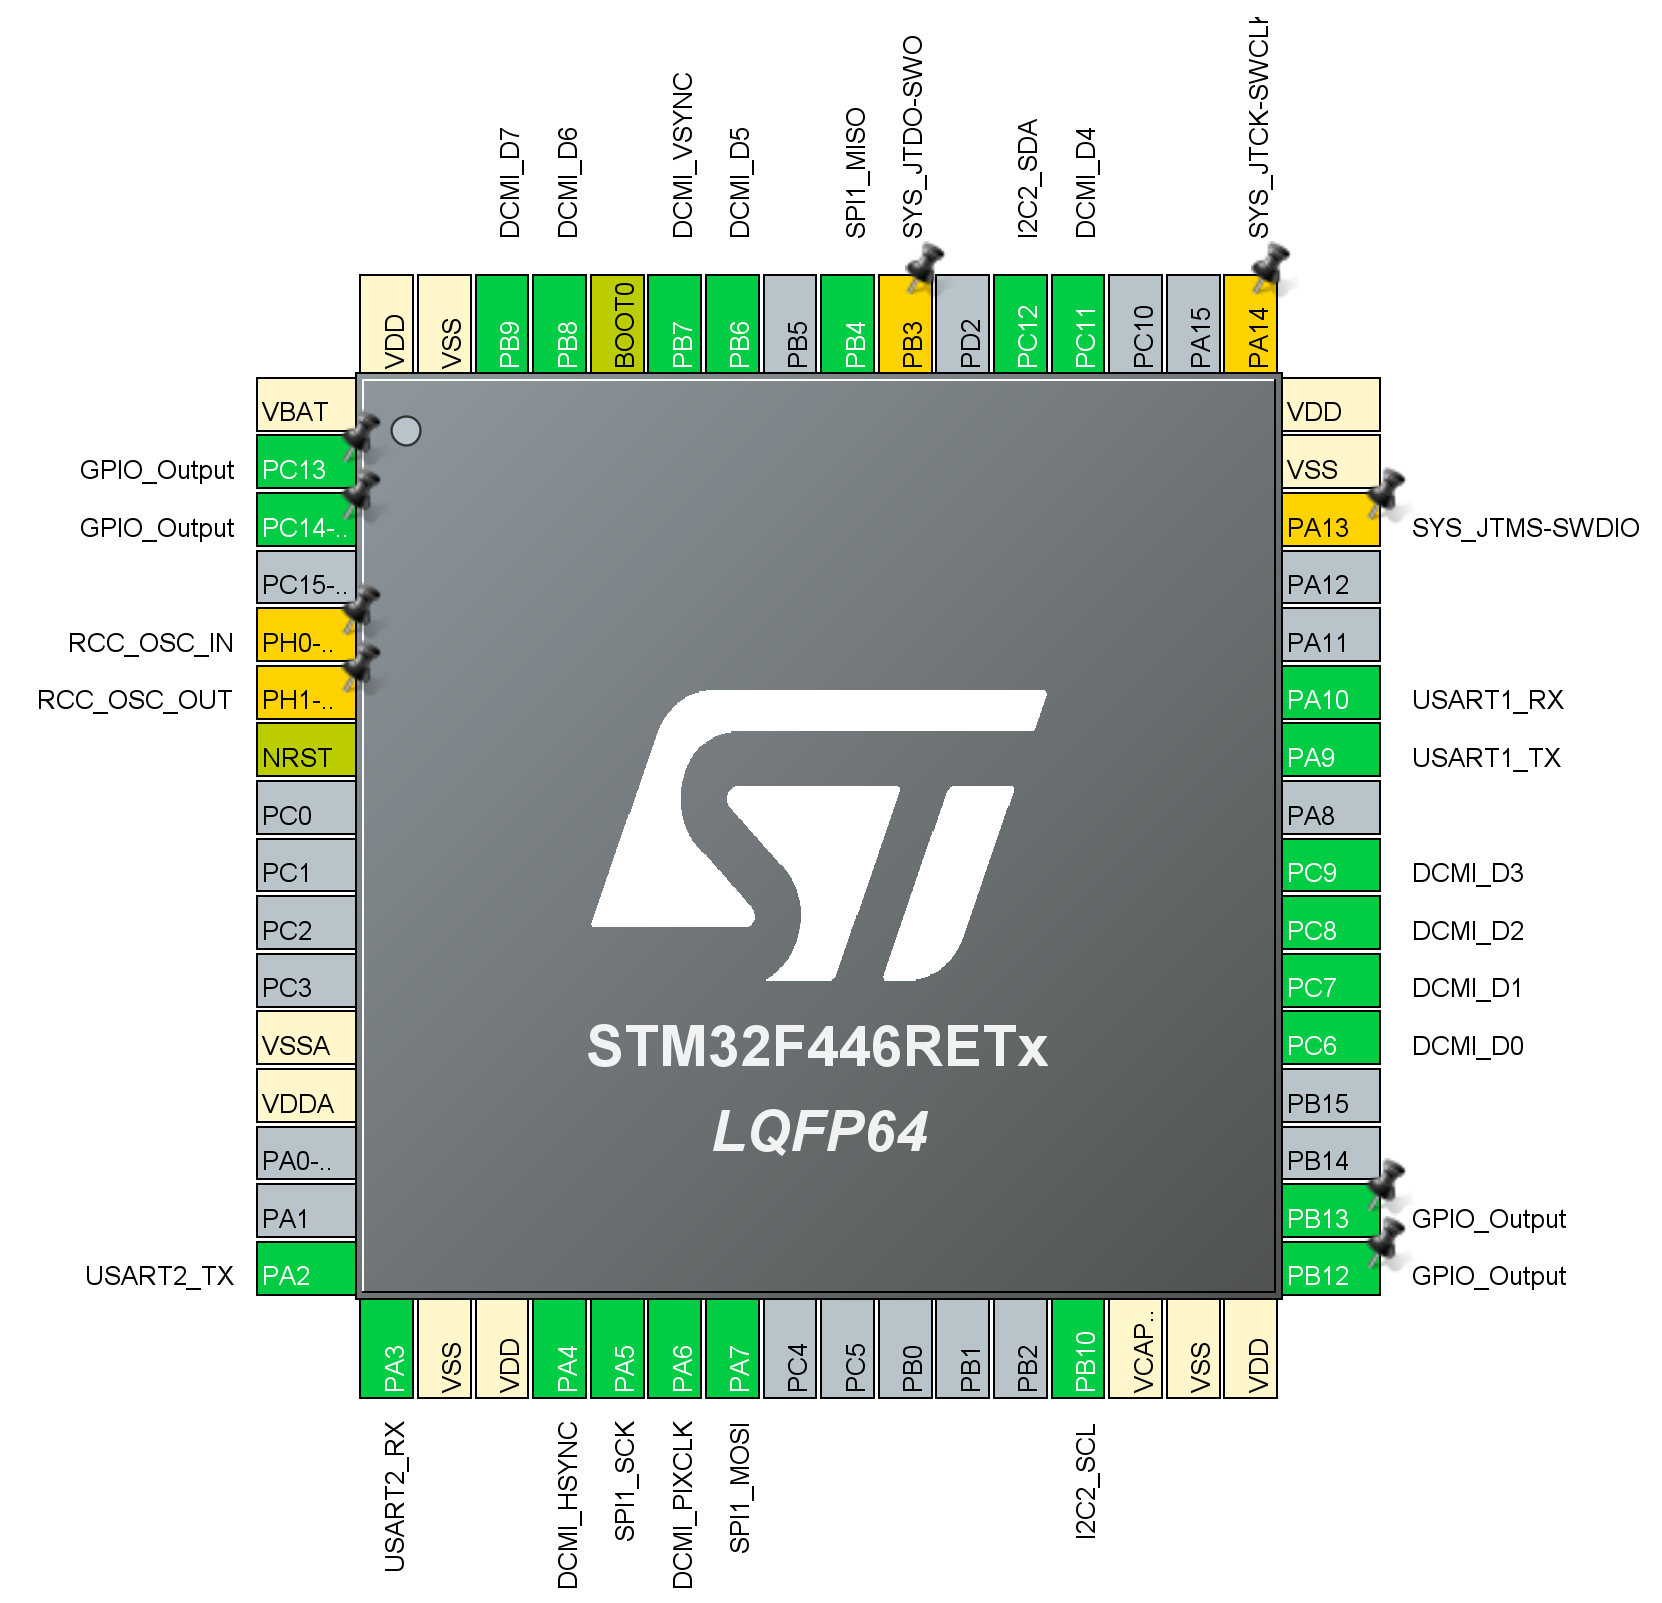 DCMI_D7
DCMI_D6
DCMI_VSYNC
DCMI_D5
SPI1_MISO
SYS_JTDO-SWO
I2C2_SDA
DCMI_D4
SYS_JTCK-SWCLK
VDD
VSS
PB9
PB8
BOOT0
PB7
PB6
PB5
PB4
PB3
PD2
PC12
PC11
PC10
PA15
PA14
VBAT
GPIO_Output PC13
GPIO_Output PC14-..
PC15-..
RCC_OSC_IN PH0-..
RCC_OSC_OUT PH1-..
NRST
PC0
PC1
PC2
PC3
VSSA
VDDA
PA0-..
PA1
USART2_TX PA2
VDD
VSS
PA13 SYS_JTMS-SWDIO
PA12
PA11
PA10 USART1_RX
PA9 USART1_TX
PA8
PC9 DCMI_D3
PC8 DCMI_D2
PC7 DCMI_D1
PC6 DCMI_D0
PB15
PB14
PB13 GPIO_Output
PB12 GPIO_Output
ST
STM32F446RETx
LQFP64
PA3
VSS
VDD
PA4
PA5
PA6
PA7
PC4
PC5
PB0
PB1
PB2
PB10
VCAP..
VSS
VDD
USART2_RX
DCMI_HSYNC
SPI1_SCK
DCMI_PIXCLK
SPI1_MOSI
I2C2_SCL